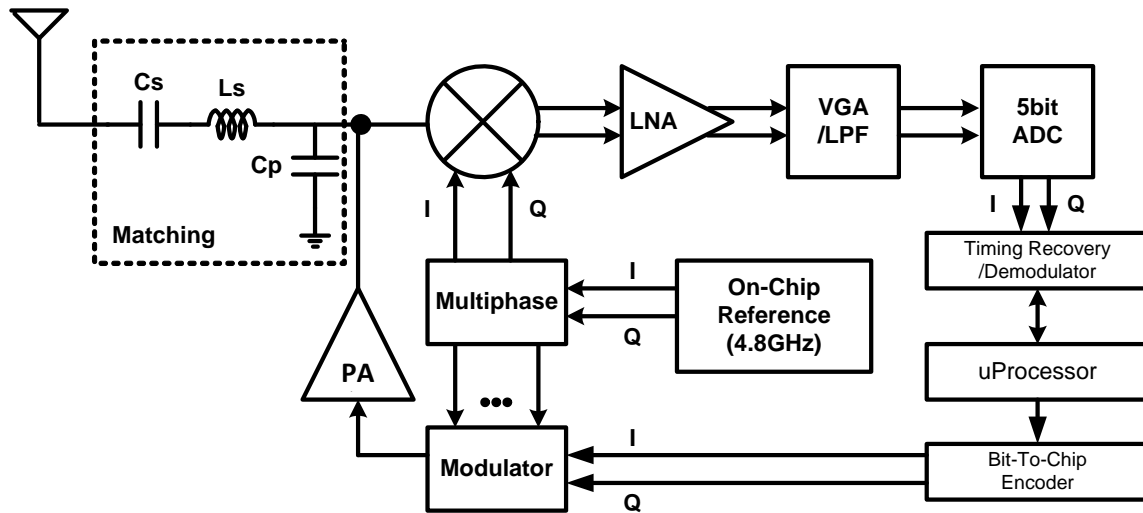 Cs
Ls
Cp
Matching
LNA
VGA
/LPF
5bit
ADC
I
Q
I
Q
Timing Recovery
/Demodulator
Multiphase
I
Q
On-Chip
Reference
(4.8GHz)
PA
uProcessor
•••
Modulator
I
Q
Bit-To-Chip
Encoder